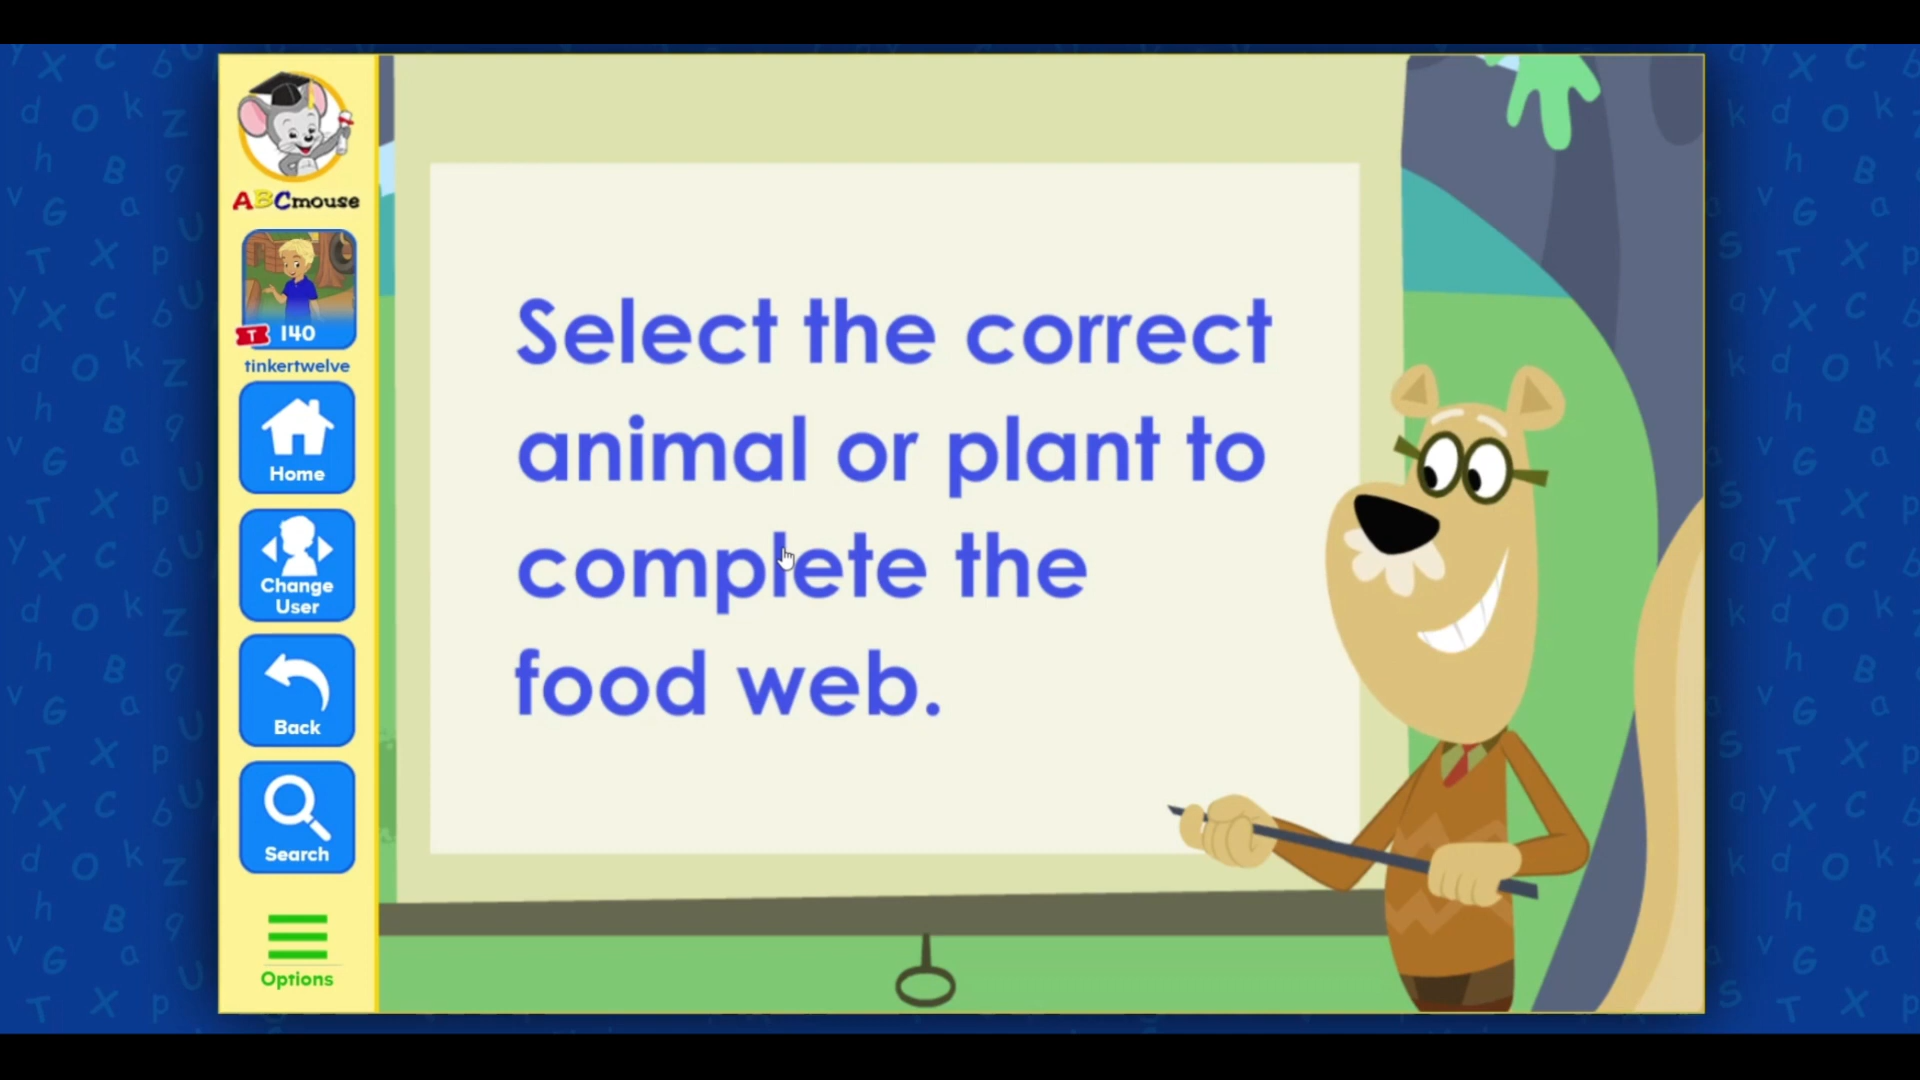 ABCmouse
T 140
tinkertwelve
Home
Change
User
Back
Search
Options
Select the correct
animal or plant to
complete the
food web.